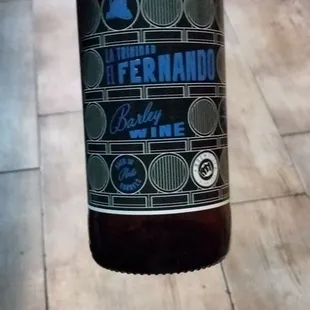 LA TRINIDAD
EL FERNANDO
Barley
WINE